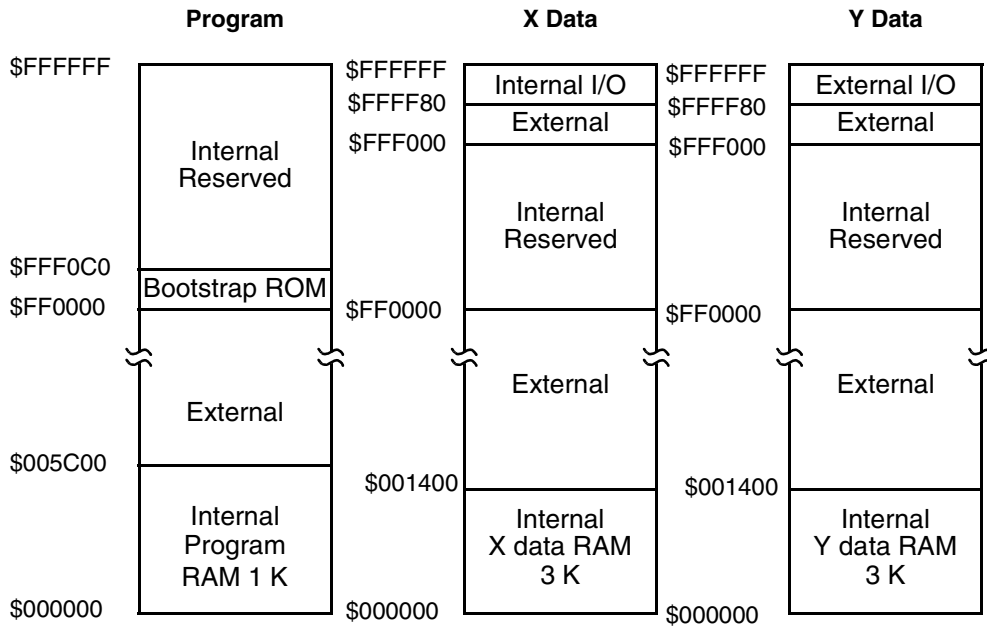 Program
$FFFFFF
Internal
Reserved
$FFF0C0
Bootstrap ROM
$FF0000
External
$005C00
Internal
Program
RAM 1 K
$000000
X Data
$FFFFFF
Internal I/O
$FFFF80
External
$FFF000
Internal
Reserved
$FF0000
External
$001400
Internal
X data RAM
3 K
$000000
Y Data
$FFFFFF
External I/O
$FFFF80
External
$FFF000
Internal
Reserved
$FF0000
External
$001400
Internal
Y data RAM
3 K
$000000